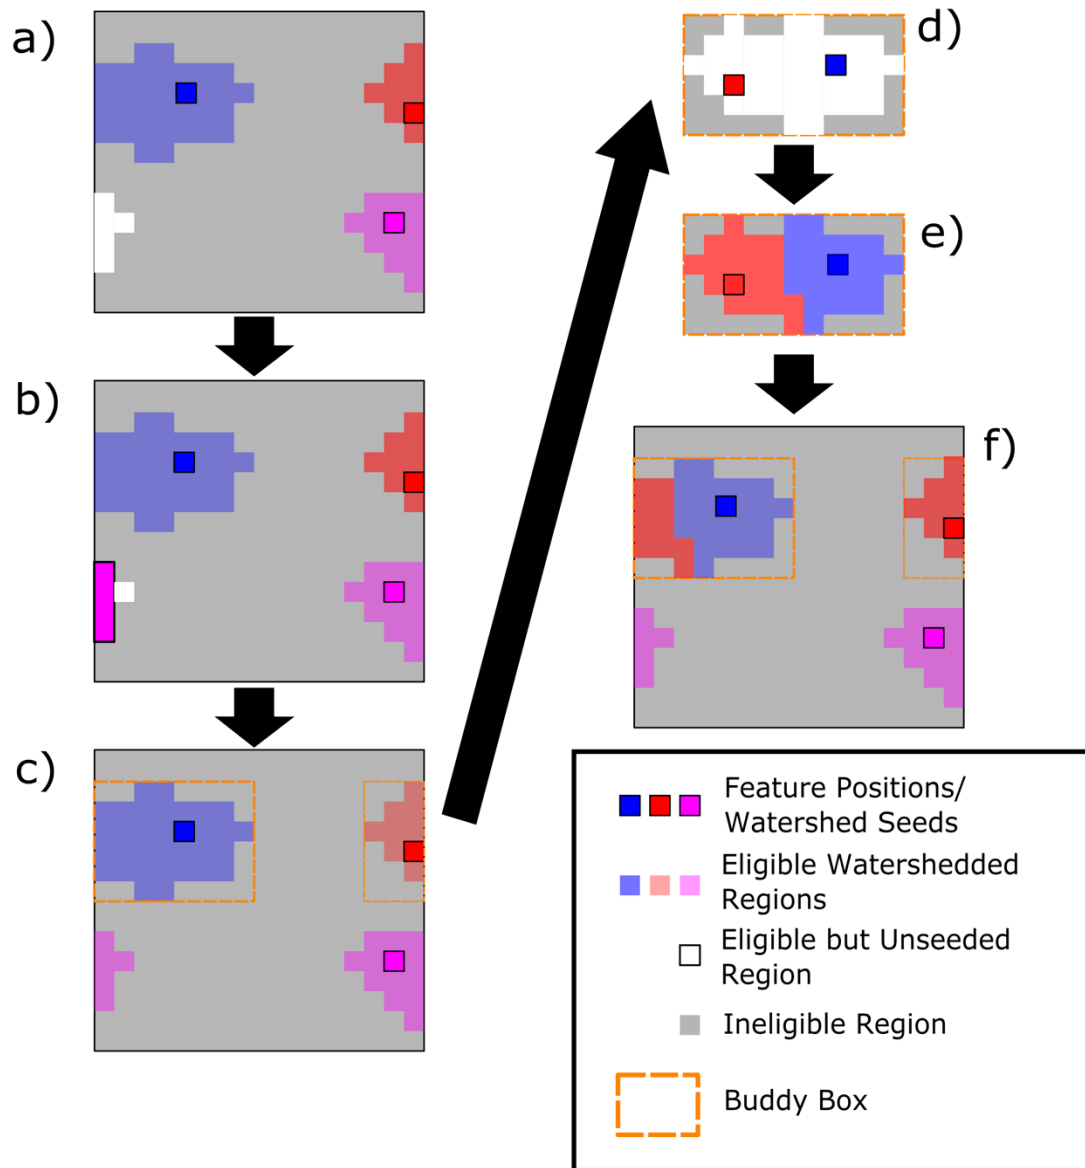 a)
b)
c)
d)
e)
f)
Feature Positions/
Watershed Seeds
Eligible Watershedded
Regions
Eligible but Unseeded
Region
Ineligible Region
Buddy Box